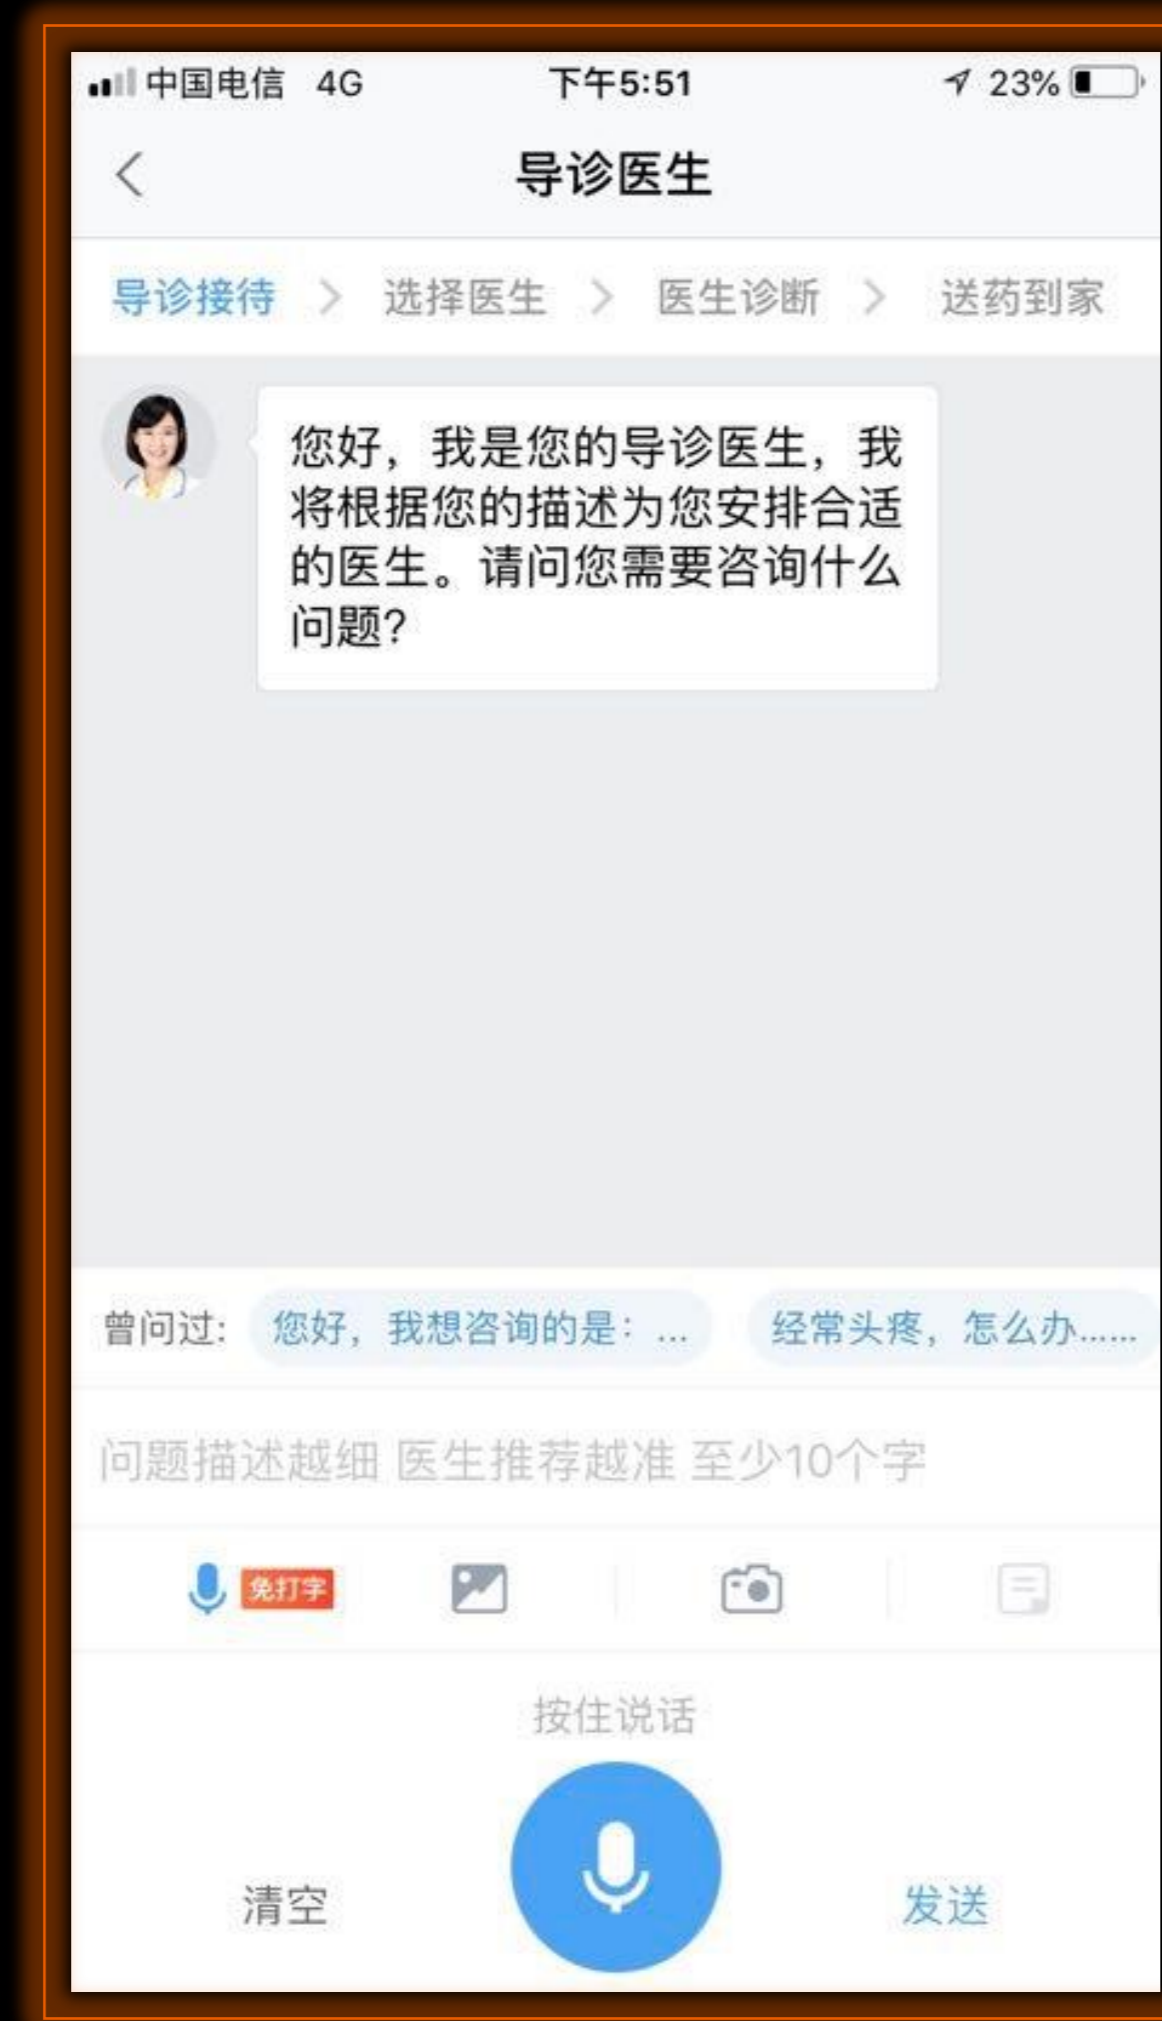 中国电信 4G 下午5:51 23%
导诊医生
导诊接待 > 选择医生 > 医生诊断 > 送药到家
您好，我是您的导诊医生，我
将根据您的描述为您安排合适
的医生。请问您需要咨询什么
问题?
曾问过: 您好，我想咨询的是：... 经常头疼，怎么办......
问题描述越细 医生推荐越准 至少10个字
免打字
按住说话
清空 发送